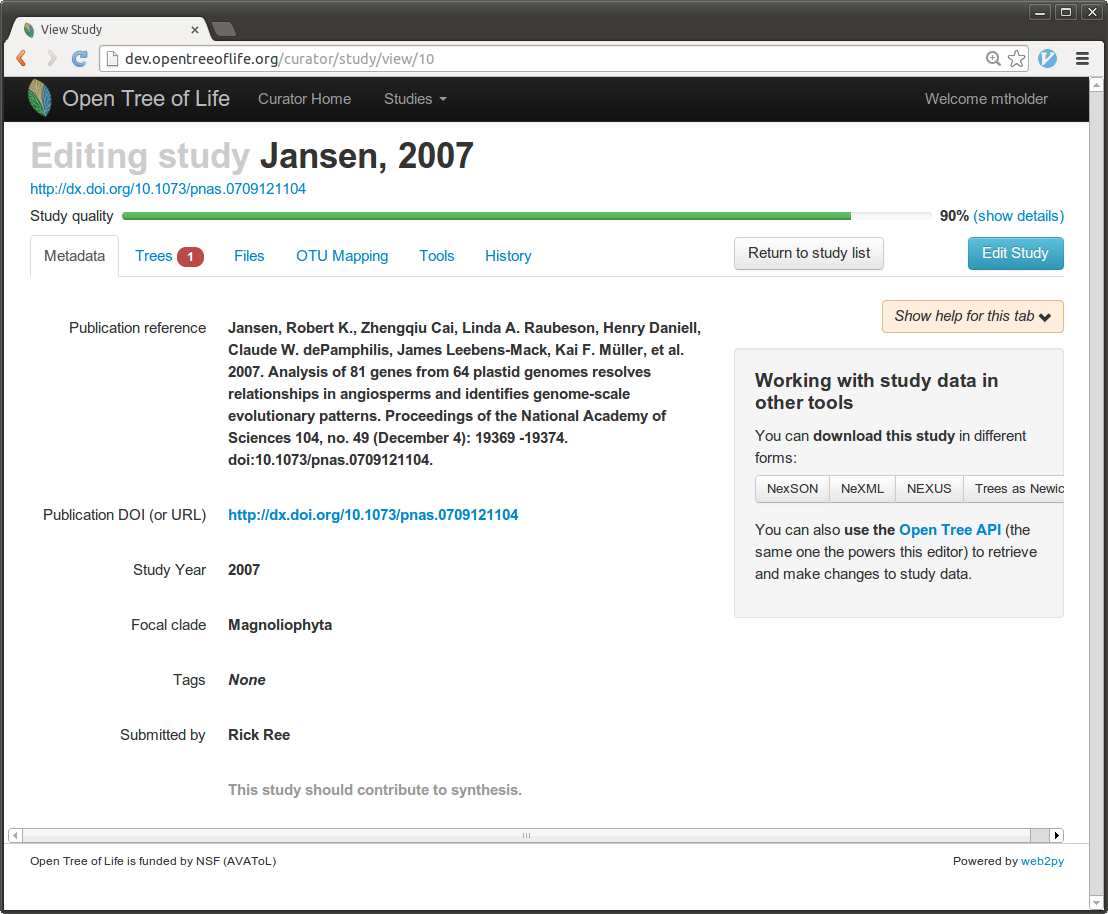 View Study
dev.opentreeoflife.org/curator/study/view/10
Open Tree of Life Curator Home Studies Welcome mtholder
Editing study Jansen, 2007
http://dx.doi.org/10.1073/pnas.0709121104
Study quality 90% (show details)
Metadata Trees 1 Files OTU Mapping Tools History Return to study list Edit Study
Show help for this tab
Publication reference Jansen, Robert K., Zhengqiu Cai, Linda A. Raubeson, Henry Daniell,
Claude W. dePamphilis, James Leebens-Mack, Kai F. Müller, et al.
2007. Analysis of 81 genes from 64 plastid genomes resolves
relationships in angiosperms and identifies genome-scale
evolutionary patterns. Proceedings of the National Academy of
Sciences 104, no. 49 (December 4): 19369 -19374.
doi:10.1073/pnas.0709121104.
Publication DOI (or URL) http://dx.doi.org/10.1073/pnas.0709121104
Study Year 2007
Focal clade Magnoliophyta
Tags None
Submitted by Rick Ree
This study should contribute to synthesis.
Working with study data in
other tools
You can download this study in different
forms:
NexSON NeXML NEXUS Trees as Newic
You can also use the Open Tree API (the
same one the powers this editor) to retrieve
and make changes to study data.
Open Tree of Life is funded by NSF (AVAToL) Powered by web2py